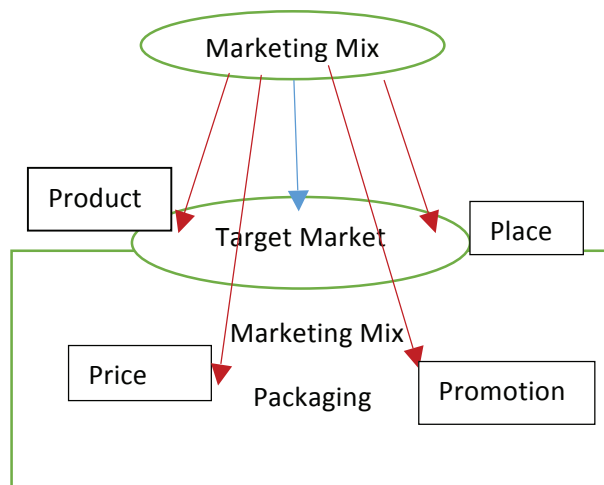 Marketing Mix
Product
Target Market
Place
Marketing Mix
Price
Packaging
Promotion